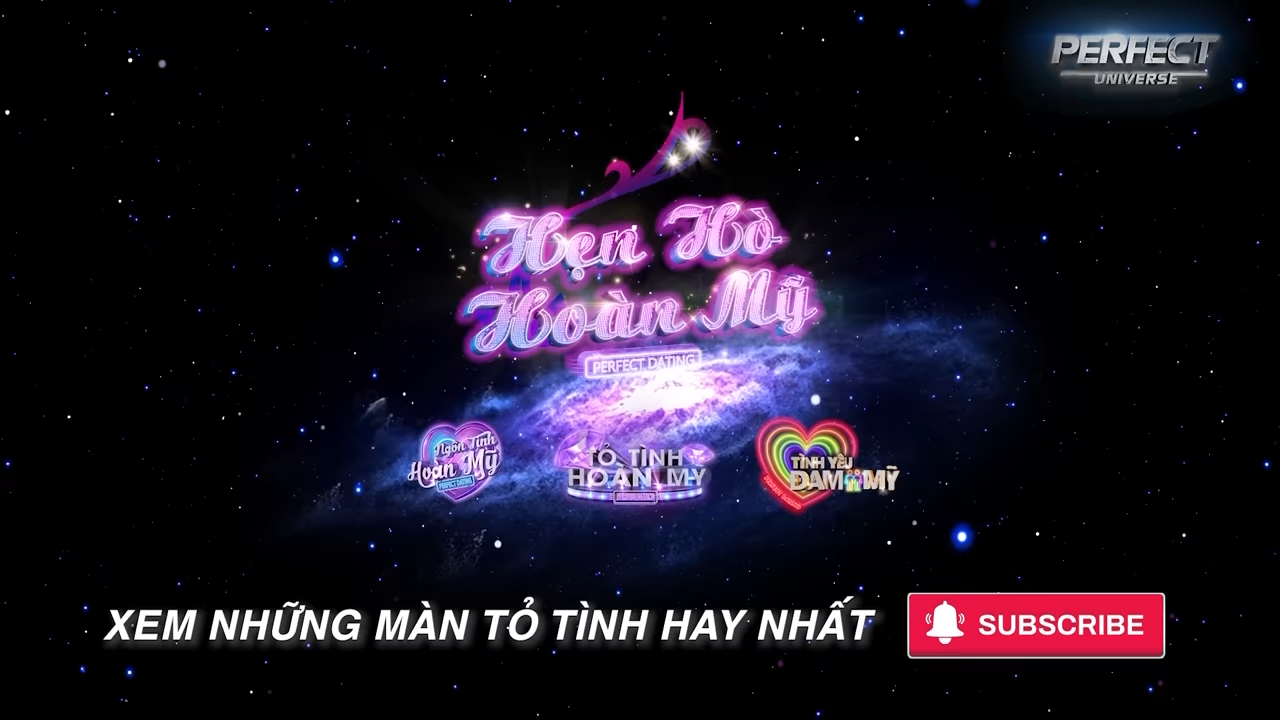 PERFECT
UNIVERSE
Hẹn Hò
Hoàn Mỹ
PERFECT DATING
Ngôn Tình
Hoàn Mỹ
PERFECT DATING
TỎ TÌNH
HOÀN MỸ
TÌNH YÊU
ĐAM MỸ
XEM NHỮNG MÀN TỎ TÌNH HAY NHẤT
SUBSCRIBE